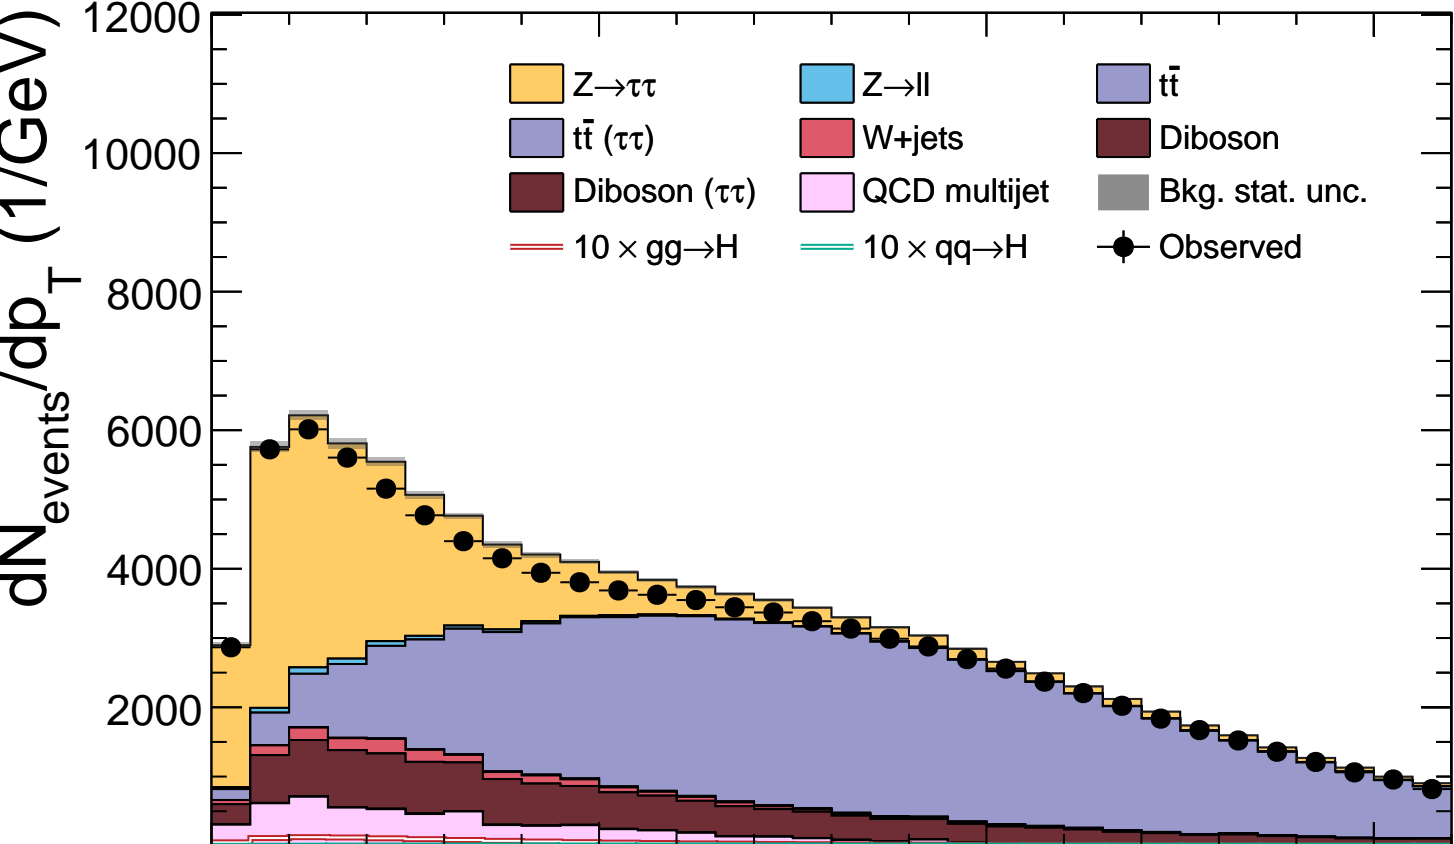 12000
10000
8000
6000
4000
2000
dN_events/dp_T (1/GeV)
Z→ττ Z→ll tt̄
tt̄ (ττ) W+jets Diboson
Diboson (ττ) QCD multijet Bkg. stat. unc.
10 × gg→H 10 × qq→H Observed